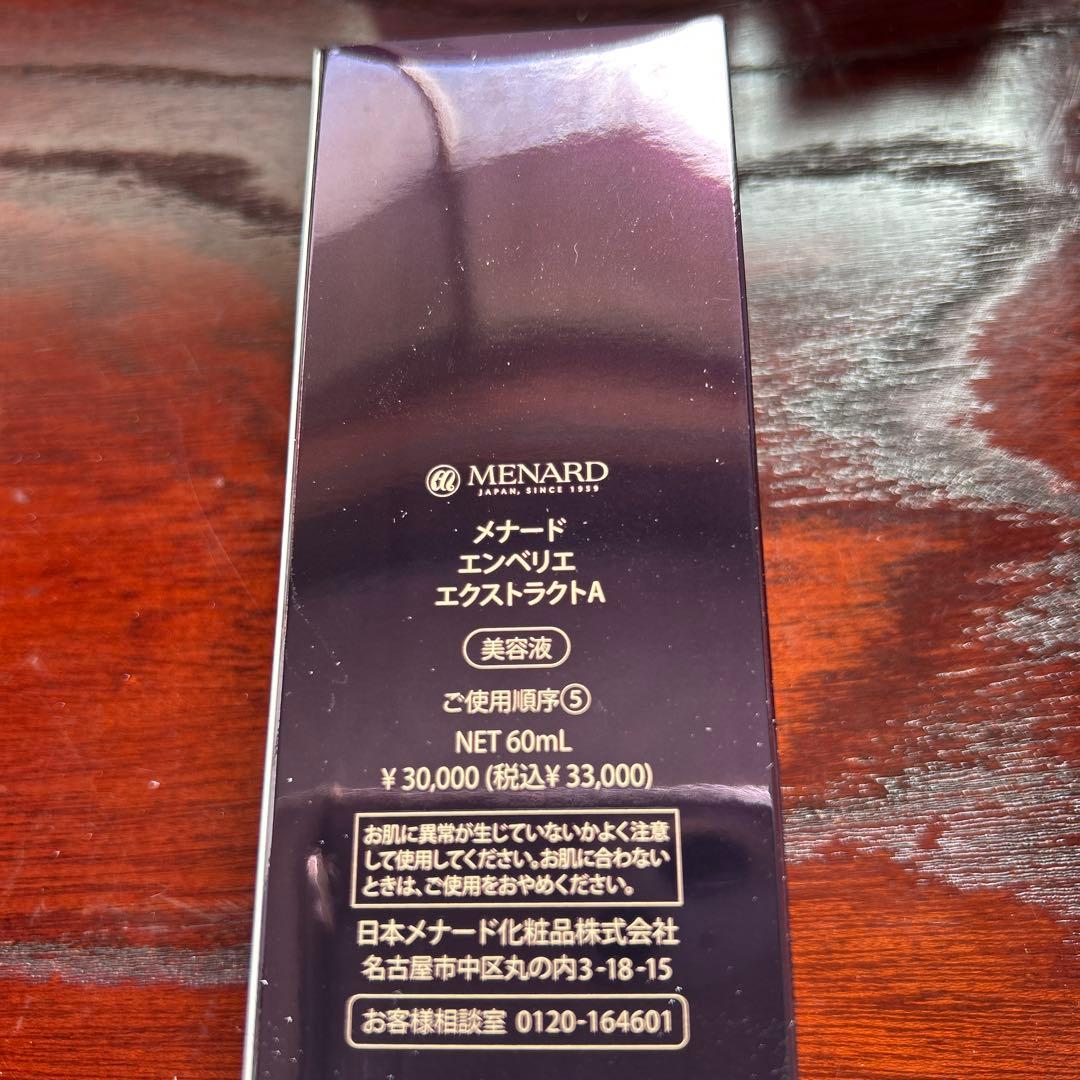 MENARD
JAPAN, SINCE 1959
メナード
エンベリエ
エクストラクトA
美容液
ご使用順序⑤
NET 60mL
¥ 30,000 (税込¥ 33,000)
お肌に異常が生じていないかよく注意
して使用してください。お肌に合わない
ときは、ご使用をおやめください。
日本メナード化粧品株式会社
名古屋市中区丸の内3-18-15
お客様相談室 0120-164601